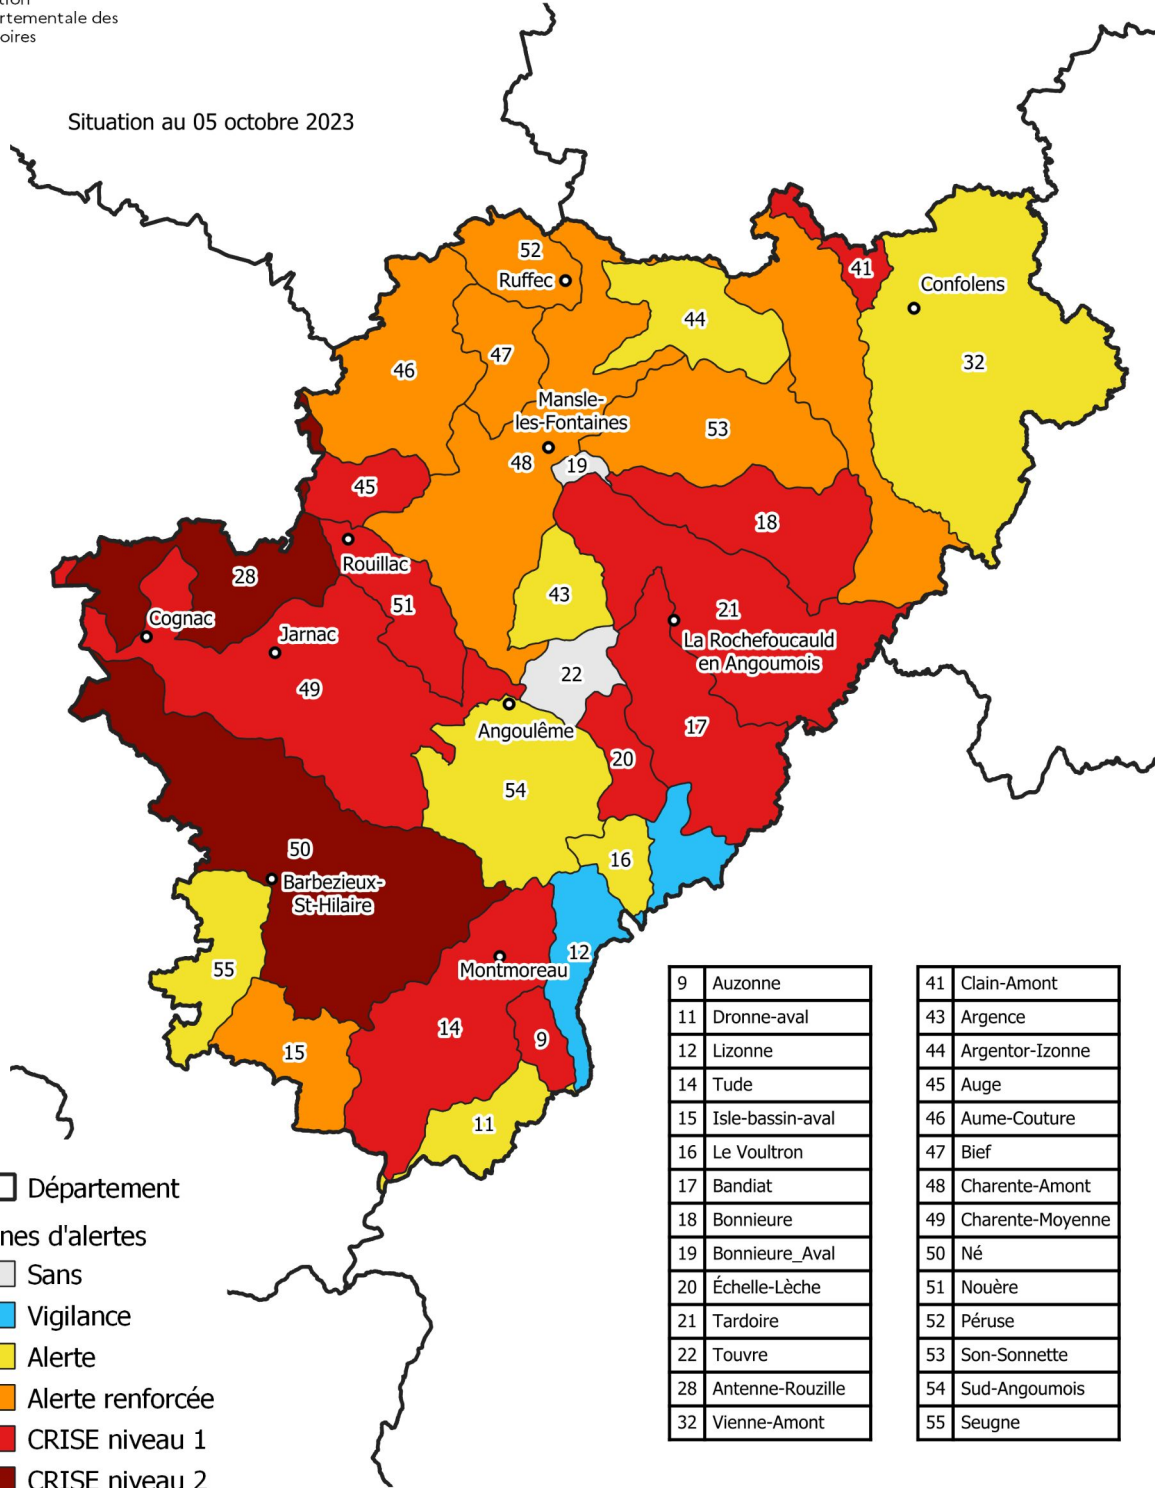 rtementale des
oires
Situation au 05 octobre 2023
52
Ruffec
41
Confolens
44
47
46
32
Mansle-
les-Fontaines
53
48
19
45
18
Rouillac
28
43
51
21
Cognac
Jarnac
La Rochefoucauld
en Angoumois
22
49
17
Angoulême
20
54
50
16
Barbezieux-
St-Hilaire
12
55
Montmoreau
14
9
15
11
9 Auzonne
11 Dronne-aval
12 Lizonne
14 Tude
15 Isle-bassin-aval
16 Le Voultron
17 Bandiat
18 Bonnieure
19 Bonnieure_Aval
20 Échelle-Lèche
21 Tardoire
22 Touvre
28 Antenne-Rouzille
32 Vienne-Amont
41 Clain-Amont
43 Argence
44 Argentor-Izonne
45 Auge
46 Aume-Couture
47 Bief
48 Charente-Amont
49 Charente-Moyenne
50 Né
51 Nouère
52 Péruse
53 Son-Sonnette
54 Sud-Angoumois
55 Seugne
Département
nes d'alertes
Sans
Vigilance
Alerte
Alerte renforcée
CRISE niveau 1
CRISE niveau 2